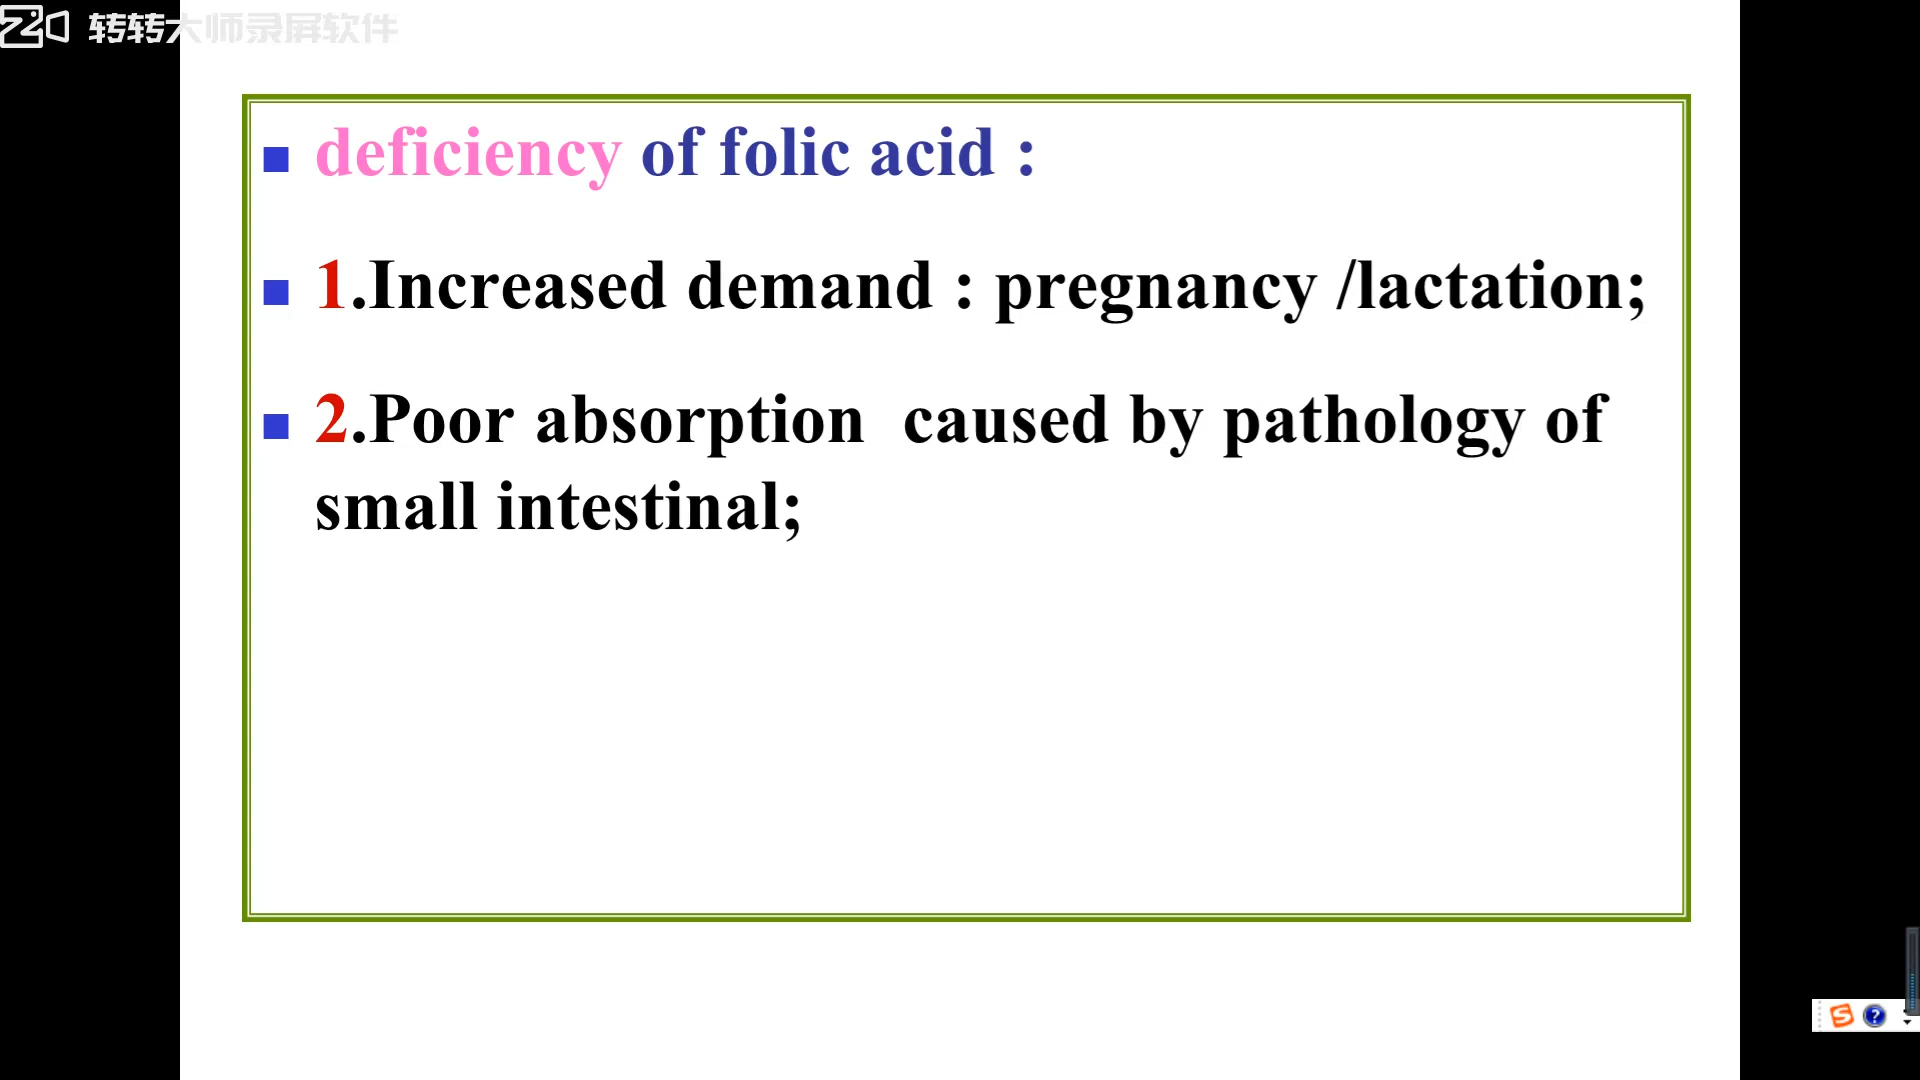 转转大师录屏软件
deficiency of folic acid :
1.Increased demand : pregnancy /lactation;
2.Poor absorption  caused by pathology of
small intestinal;